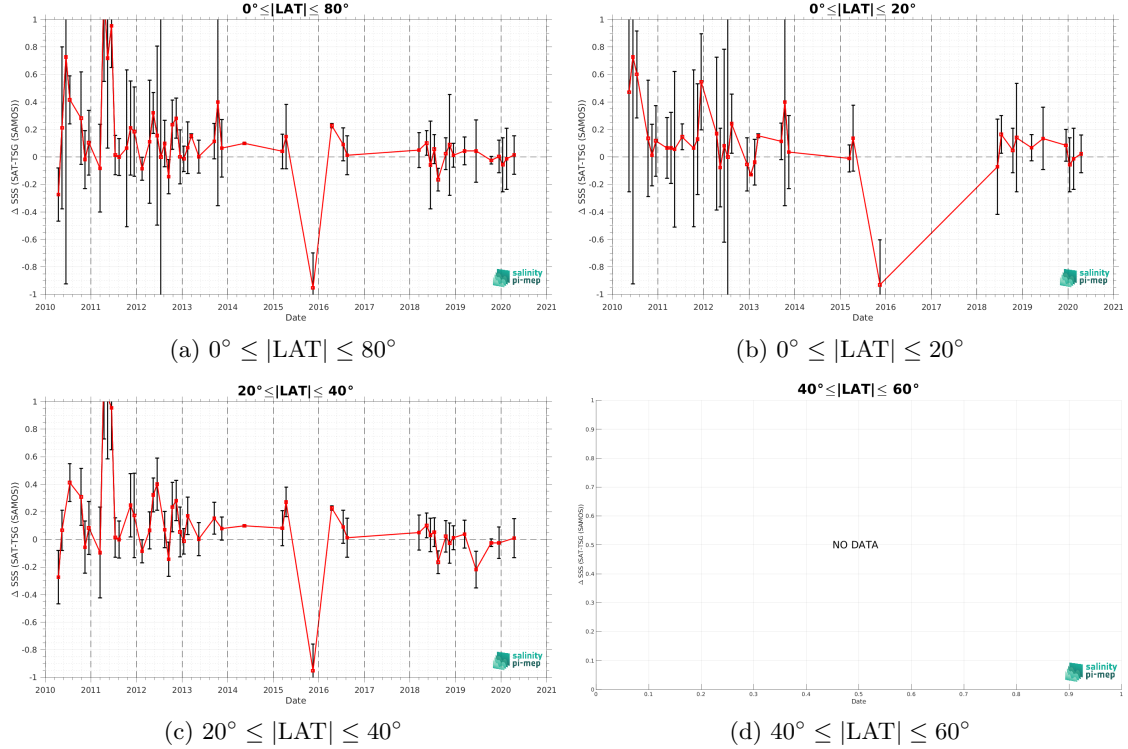 0°≤|LAT|≤ 80°
Δ SSS (SAT-TSG (SAMOS))
1
0.8
0.6
0.4
0.2
0
-0.2
-0.4
-0.6
-0.8
-1
2010 2011 2012 2013 2014 2015 2016 2017 2018 2019 2020 2021
Date
salinity
pi-mep
(a) 0° ≤ |LAT| ≤ 80°
0°≤|LAT|≤ 20°
Δ SSS (SAT-TSG (SAMOS))
1
0.8
0.6
0.4
0.2
0
-0.2
-0.4
-0.6
-0.8
-1
2010 2011 2012 2013 2014 2015 2016 2017 2018 2019 2020 2021
Date
salinity
pi-mep
(b) 0° ≤ |LAT| ≤ 20°
20°≤|LAT|≤ 40°
Δ SSS (SAT-TSG (SAMOS))
1
0.8
0.6
0.4
0.2
0
-0.2
-0.4
-0.6
-0.8
-1
2010 2011 2012 2013 2014 2015 2016 2017 2018 2019 2020 2021
Date
salinity
pi-mep
(c) 20° ≤ |LAT| ≤ 40°
40°≤|LAT|≤ 60°
Δ SSS (SAT-TSG (SAMOS))
1
0.9
0.8
0.7
0.6
0.5
0.4
0.3
0.2
0.1
0
NO DATA
0 0.1 0.2 0.3 0.4 0.5 0.6 0.7 0.8 0.9 1
Date
salinity
pi-mep
(d) 40° ≤ |LAT| ≤ 60°